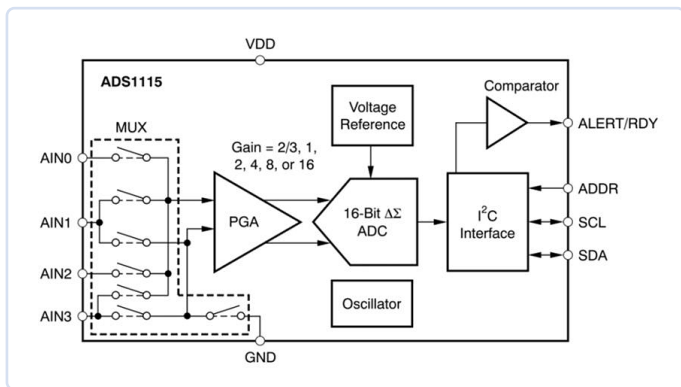 VDD
ADS1115
MUX
Gain = 2/3, 1,
2, 4, 8, or 16
Voltage
Reference
Comparator
ALERT/RDY
AIN0
AIN1
AIN2
AIN3
PGA
16-Bit ΔΣ
ADC
I²C
Interface
ADDR
SCL
SDA
Oscillator
GND